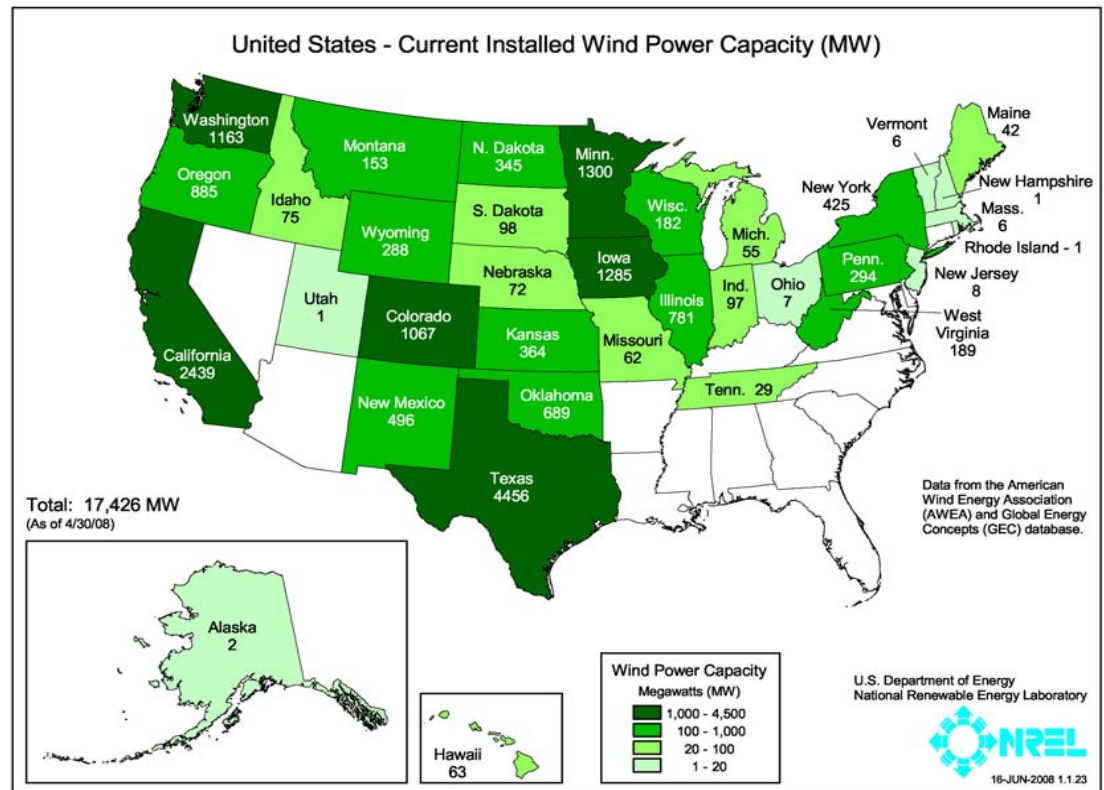 United States - Current Installed Wind Power Capacity (MW)
Washington
1163
Oregon
885
California
2439
Idaho
75
Montana
153
Wyoming
288
Utah
1
Colorado
1067
New Mexico
496
N. Dakota
345
S. Dakota
98
Nebraska
72
Kansas
364
Oklahoma
689
Texas
4456
Minn.
1300
Iowa
1285
Missouri
62
Wisc.
182
Illinois
781
Mich.
55
Ind.
97
Ohio
7
Tenn. 29
Penn.
294
West
Virginia
189
New York
425
Vermont
6
Maine
42
New Hampshire
1
Mass.
6
Rhode Island - 1
New Jersey
8
Total: 17,426 MW
(As of 4/30/08)
Data from the American
Wind Energy Association
(AWEA) and Global Energy
Concepts (GEC) database.
Alaska
2
Hawaii
63
Wind Power Capacity
Megawatts (MW)
1,000 - 4,500
100 - 1,000
20 - 100
1 - 20
U.S. Department of Energy
National Renewable Energy Laboratory
NREL
16-JUN-2008 1.1.23